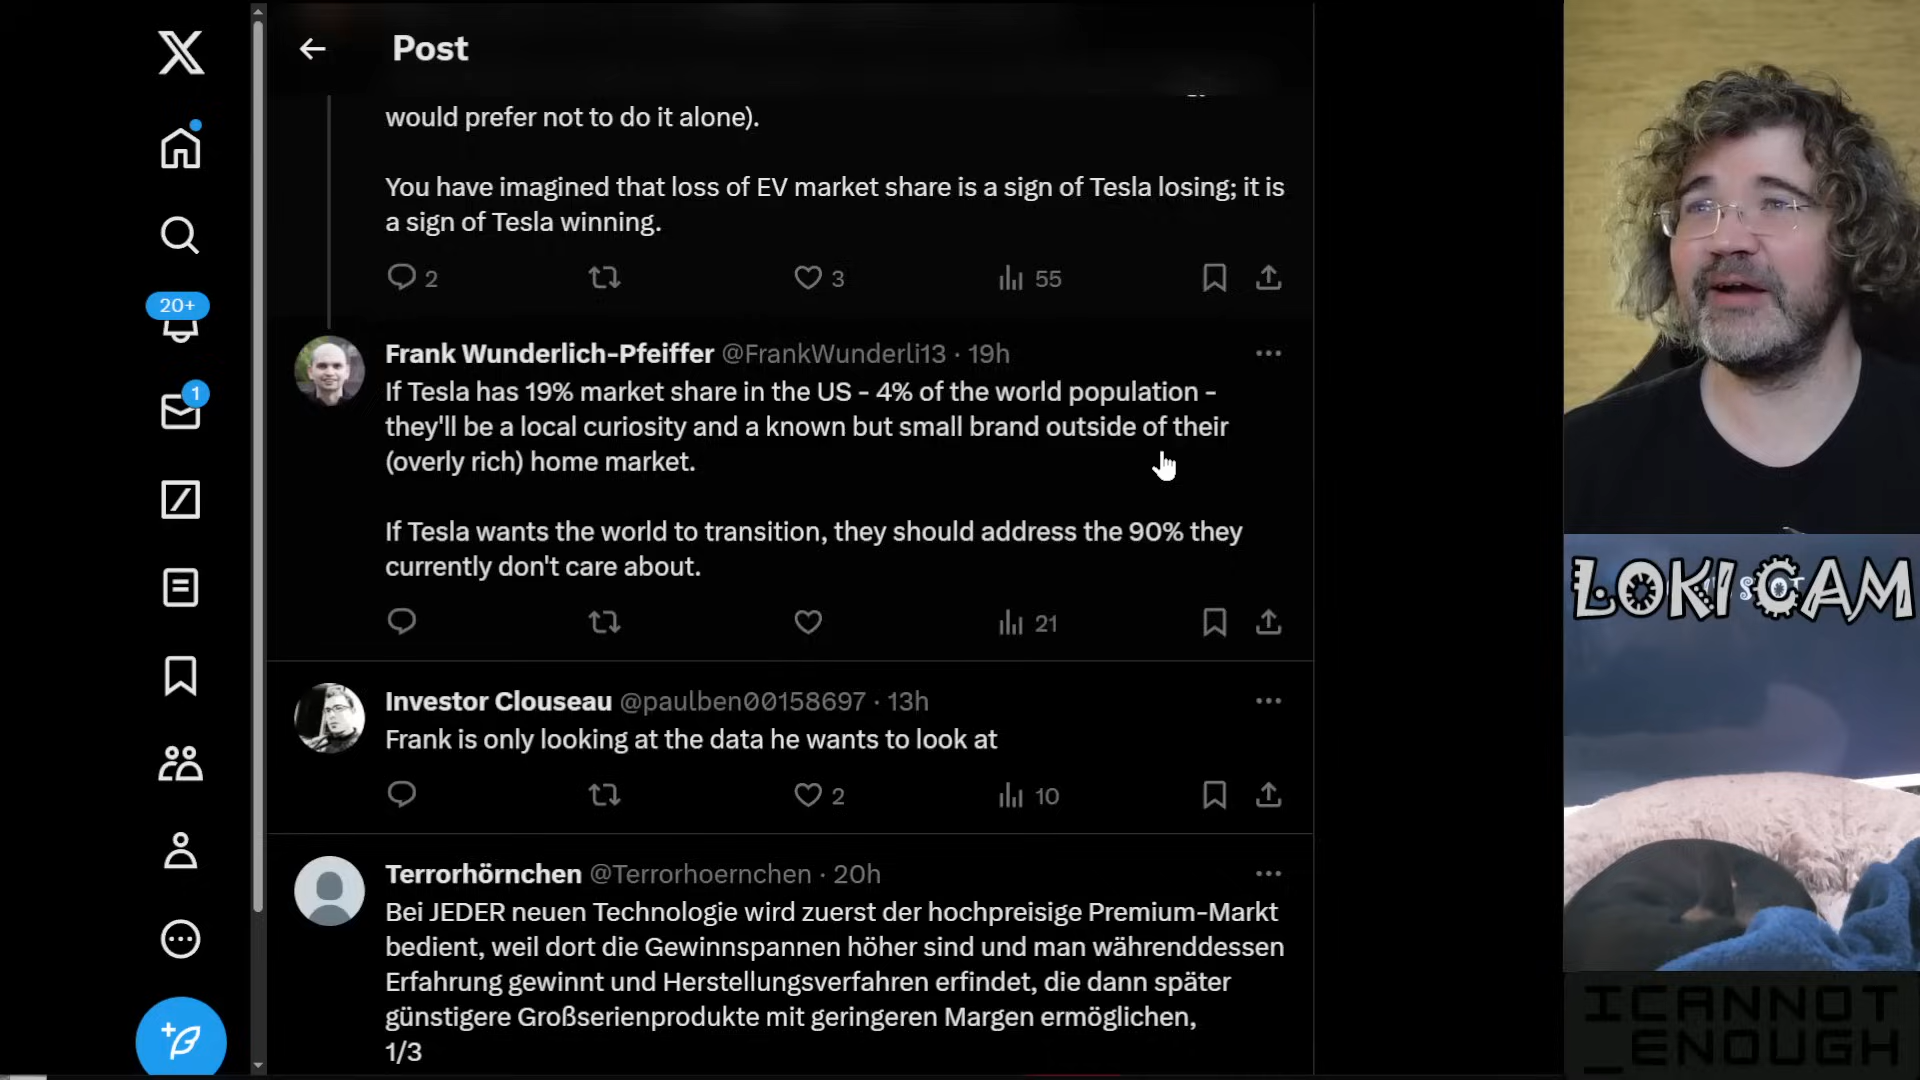 Post
would prefer not to do it alone).
You have imagined that loss of EV market share is a sign of Tesla losing; it is
a sign of Tesla winning.
2 3 55
20+
Frank Wunderlich-Pfeiffer @FrankWunderli13 · 19h
If Tesla has 19% market share in the US - 4% of the world population -
they'll be a local curiosity and a known but small brand outside of their
(overly rich) home market.
1
If Tesla wants the world to transition, they should address the 90% they
currently don't care about.
21
LOKI CAM
Investor Clouseau @paulben00158697 · 13h
Frank is only looking at the data he wants to look at
2 10
Terrorhörnchen @Terrorhoernchen · 20h
Bei JEDER neuen Technologie wird zuerst der hochpreisige Premium-Markt
bedient, weil dort die Gewinnspannen höher sind und man währenddessen
Erfahrung gewinnt und Herstellungsverfahren erfindet, die dann später
günstigere Großserienprodukte mit geringeren Margen ermöglichen,
1/3
ICANNOT
_ENOUGH